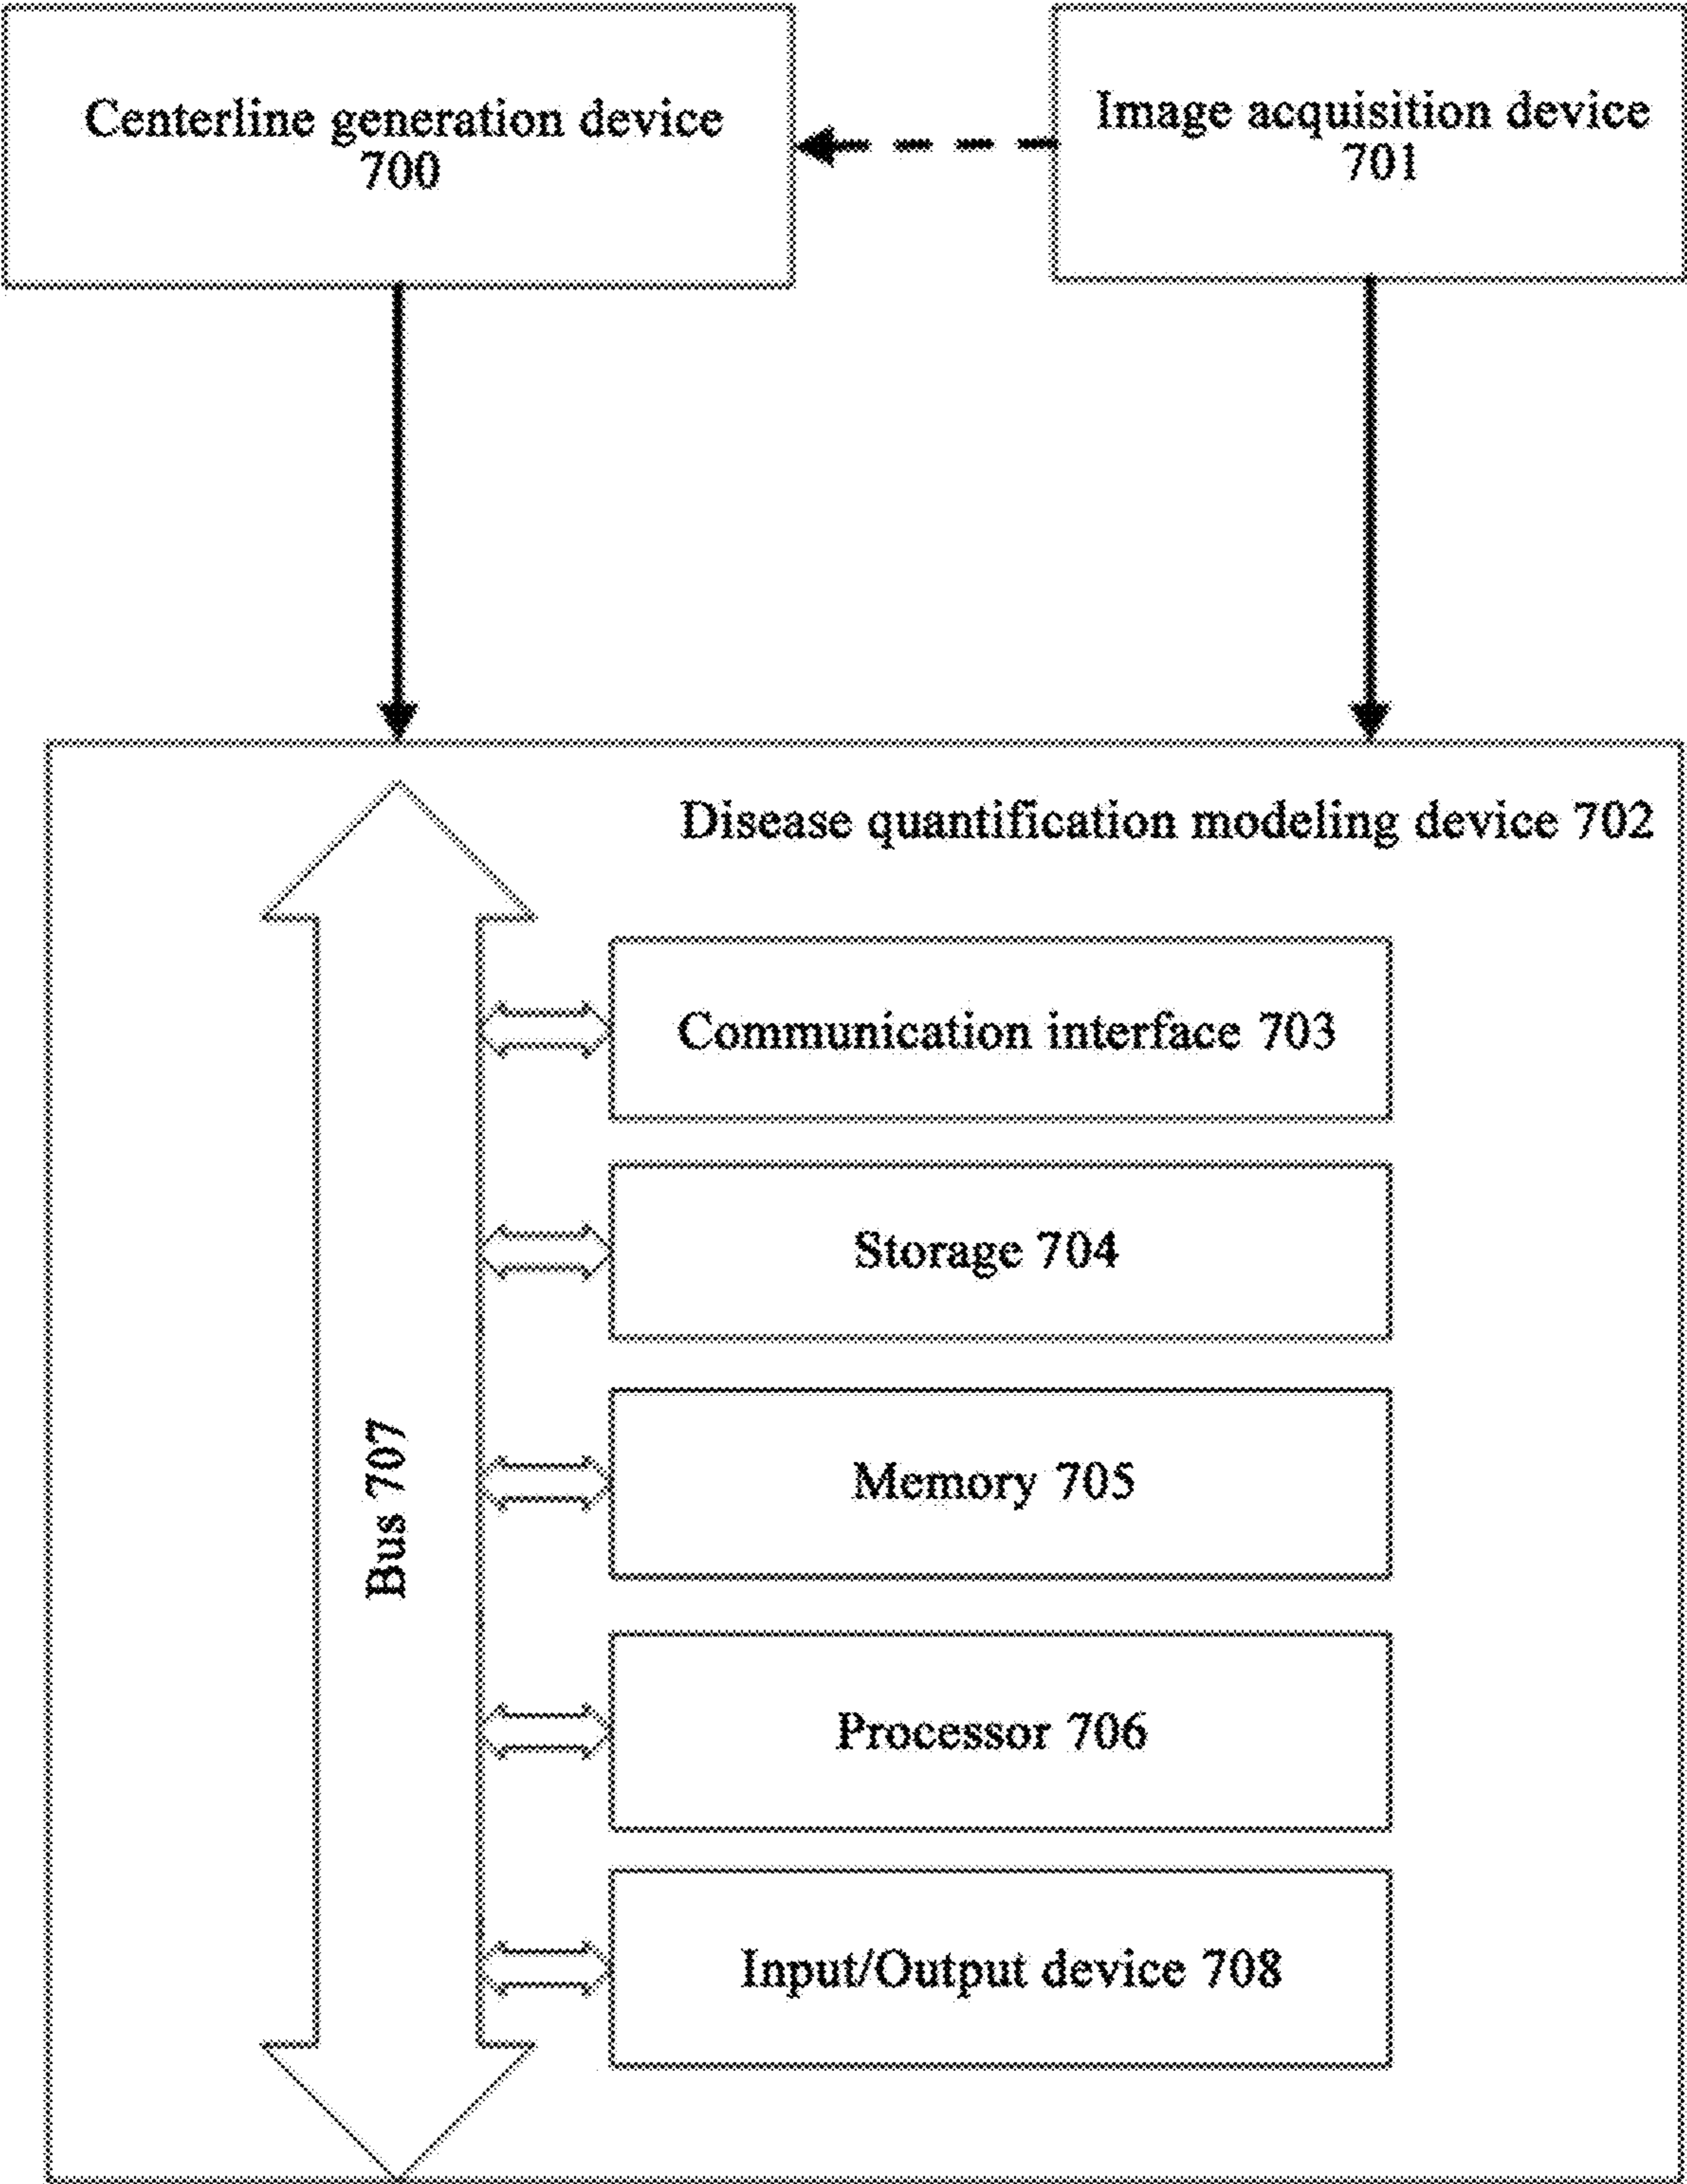 Centerline generation device
700
Image acquisition device
701
Disease quantification modeling device 702
Communication interface 703
Storage 704
Memory 705
Bus 707
Processor 706
Input/Output device 708